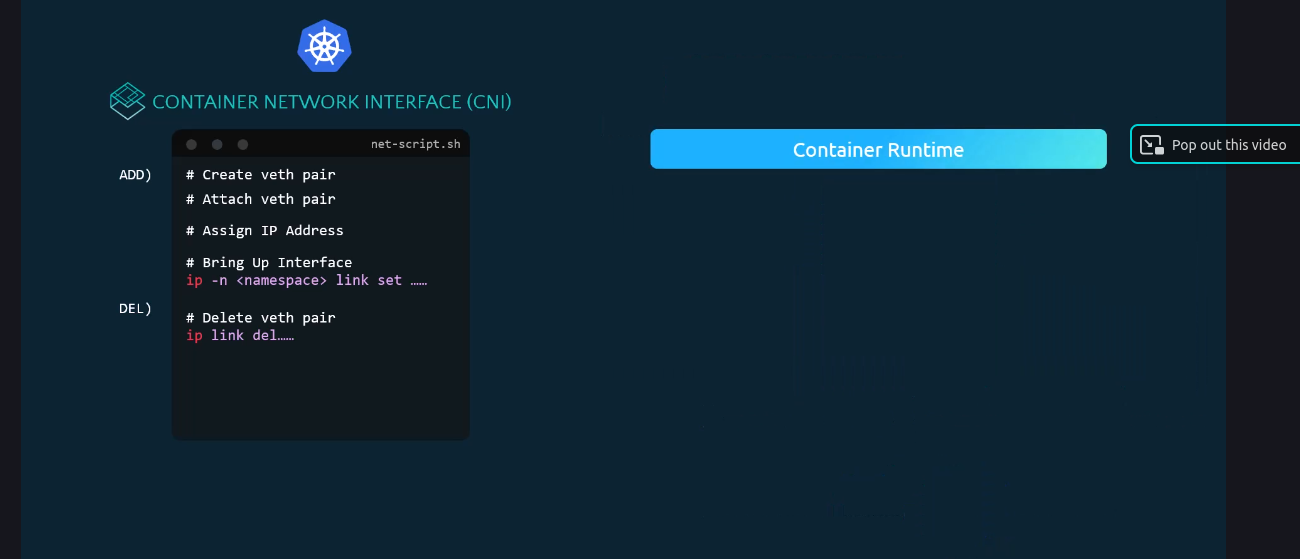 CONTAINER NETWORK INTERFACE (CNI)
net-script.sh
ADD)
# Create veth pair
# Attach veth pair
# Assign IP Address
# Bring Up Interface
ip -n <namespace> link set ……
DEL)
# Delete veth pair
ip link del……
Container Runtime
Pop out this video